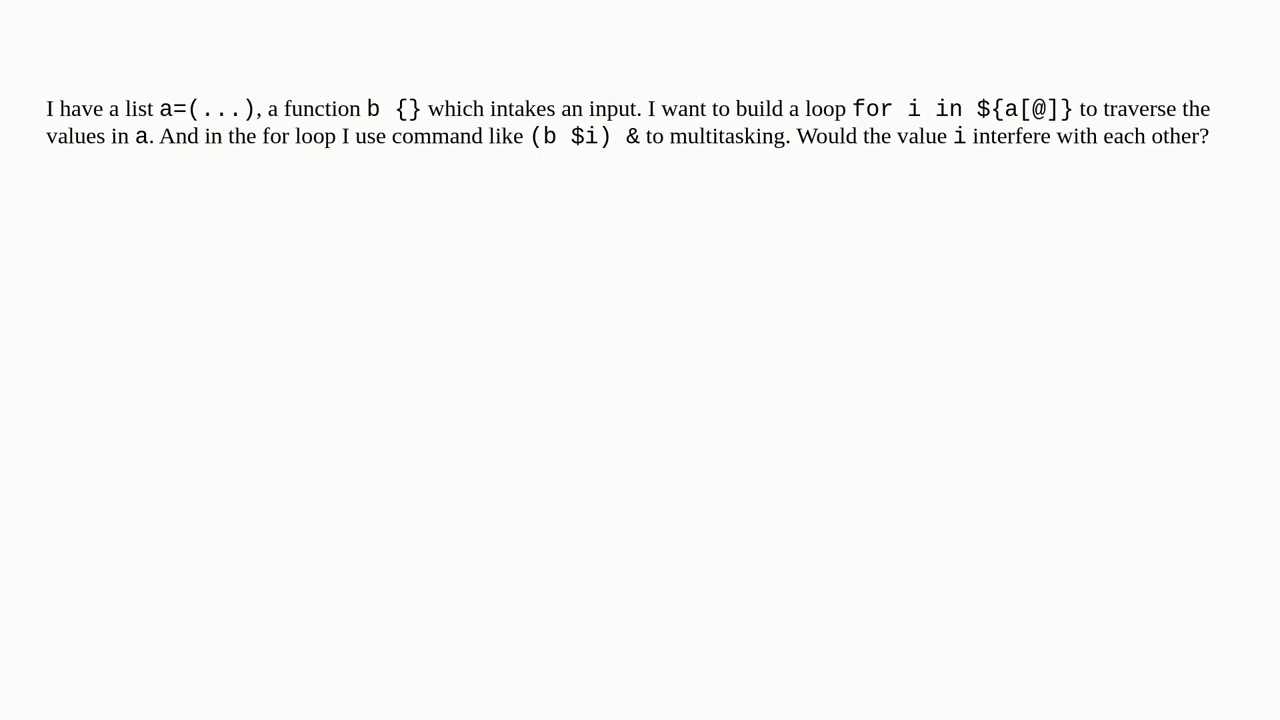 I have a list a=(...), a function b {} which intakes an input. I want to build a loop for i in ${a[@]} to traverse the
values in a. And in the for loop I use command like (b $i) & to multitasking. Would the value i interfere with each other?